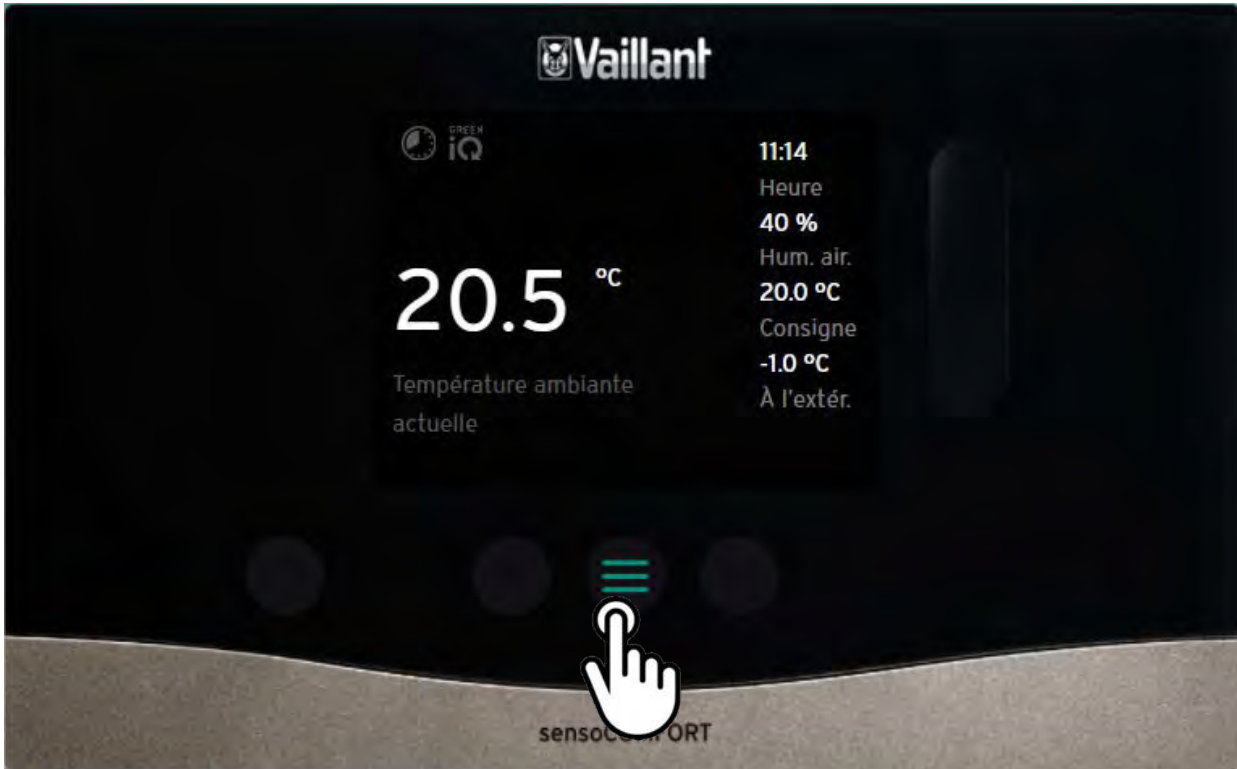 Vaillant
GREEN
iQ
20.5 °C
Température ambiante
actuelle
11:14
Heure
40 %
Hum. air.
20.0 °C
Consigne
-1.0 °C
À l'extér.